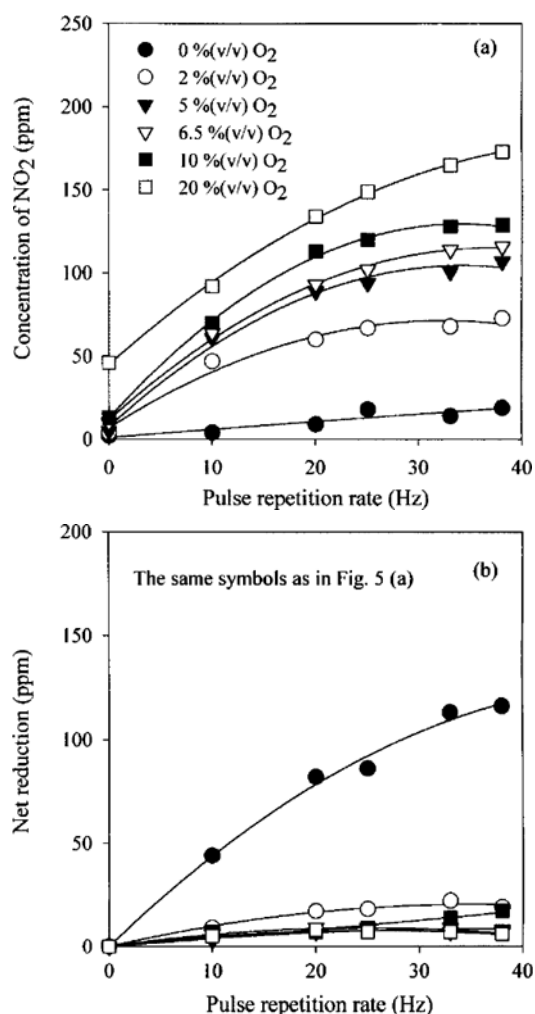 250
(a)
0 %(v/v) O2
2 %(v/v) O2
200
5 %(v/v) O2
6.5 %(v/v) O2
10 %(v/v) O2
150
20 %(v/v) O2
100
50
0
Concentration of NO2 (ppm)
0 10 20 30 40
Pulse repetition rate (Hz)
200
(b)
The same symbols as in Fig. 5 (a)
150
100
50
0
Net reduction (ppm)
0 10 20 30 40
Pulse repetition rate (Hz)